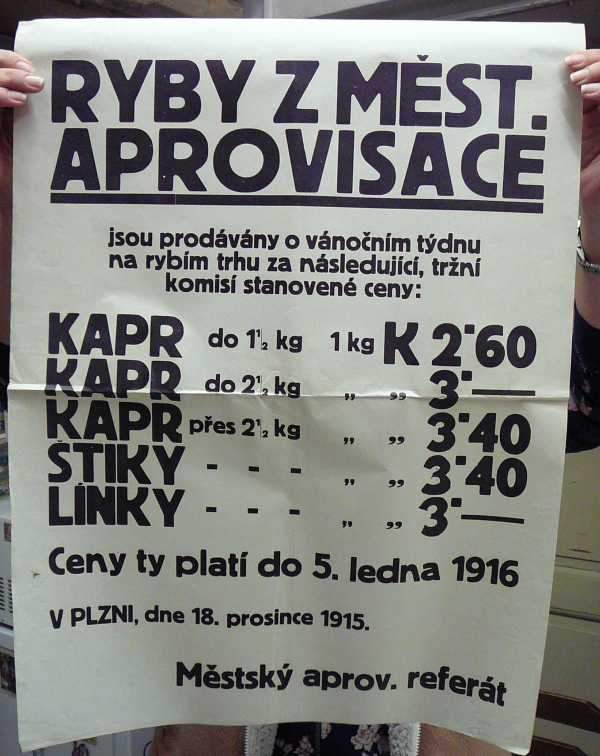 RYBY Z MĚST.
APROVISACE
jsou prodávány o vánočním týdnu
na rybím trhu za následující, tržní
komisí stanovené ceny:
KAPR do 1½ kg 1 kg K 2·60
KAPR do 2½ kg „ „ 3·—
KAPR přes 2½ kg „ „ 3·40
ŠTIKY - - - „ „ 3·40
LÍNKY - - - „ „ 3·—
Ceny ty platí do 5. ledna 1916
V PLZNI, dne 18. prosince 1915.
Městský aprov. referát